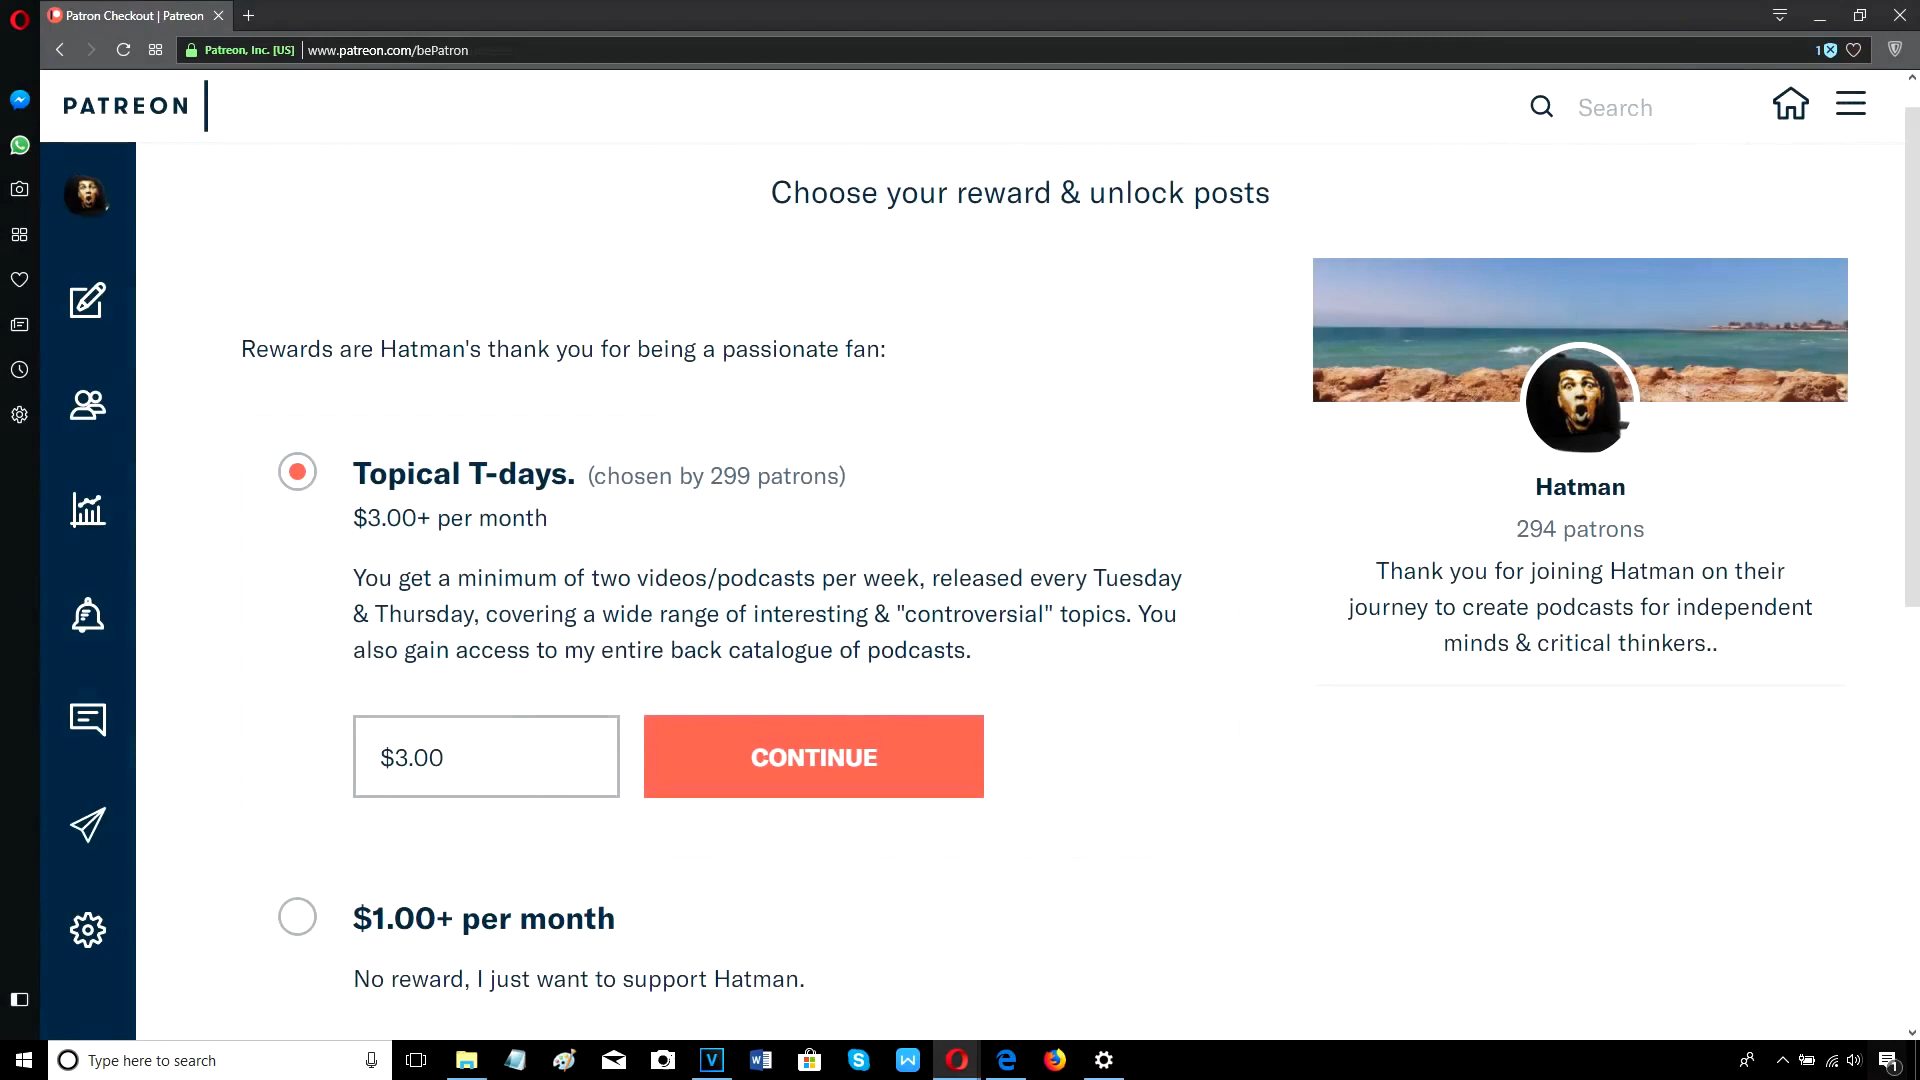 Patron Checkout | Patreon
Patreon, Inc. [US]
www.patreon.com/bePatron
1
PATREON
Search
Choose your reward & unlock posts
Rewards are Hatman's thank you for being a passionate fan:
Topical T-days. (chosen by 299 patrons)
$3.00+ per month
You get a minimum of two videos/podcasts per week, released every Tuesday
& Thursday, covering a wide range of interesting & "controversial" topics. You
also gain access to my entire back catalogue of podcasts.
$3.00
CONTINUE
$1.00+ per month
No reward, I just want to support Hatman.
Hatman
294 patrons
Thank you for joining Hatman on their
journey to create podcasts for independent
minds & critical thinkers..
Type here to search
V
W
S
W
1